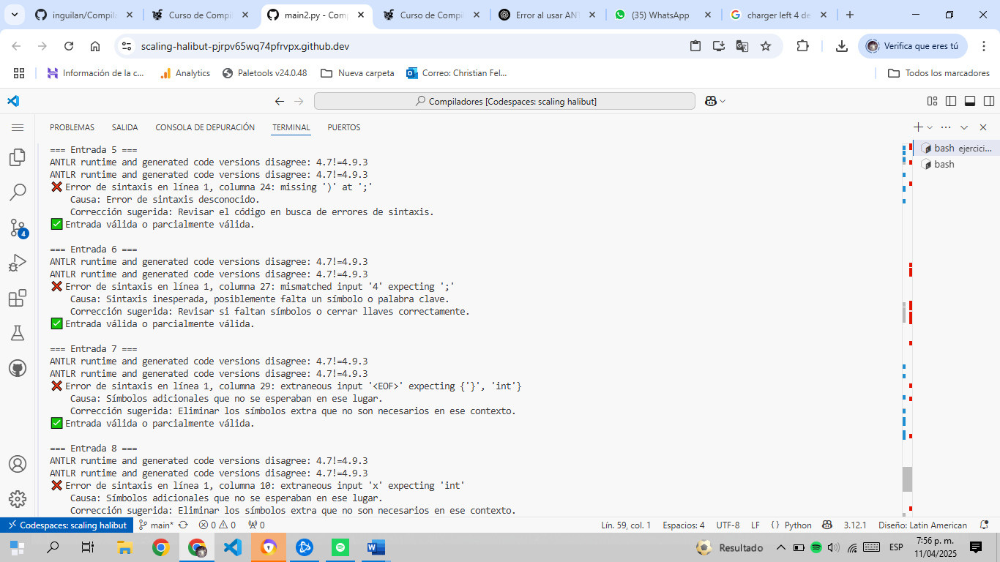 inguilan/Compila
Curso de Compil
main2.py - Comp
Curso de Compil
Error al usar ANT
(35) WhatsApp
charger left 4 de
scaling-halibut-pjrpv65wq74pfrvpx.github.dev
Verifica que eres tú
Información de la c...
Analytics
Paletools v24.0.48
Nueva carpeta
Correo: Christian Fel...
Todos los marcadores
Compiladores [Codespaces: scaling halibut]
PROBLEMAS SALIDA CONSOLA DE DEPURACIÓN TERMINAL PUERTOS
=== Entrada 5 ===
ANTLR runtime and generated code versions disagree: 4.7!=4.9.3
ANTLR runtime and generated code versions disagree: 4.7!=4.9.3
❌ Error de sintaxis en línea 1, columna 24: missing ')' at ';'
Causa: Error de sintaxis desconocido.
Corrección sugerida: Revisar el código en busca de errores de sintaxis.
✅ Entrada válida o parcialmente válida.
=== Entrada 6 ===
ANTLR runtime and generated code versions disagree: 4.7!=4.9.3
ANTLR runtime and generated code versions disagree: 4.7!=4.9.3
❌ Error de sintaxis en línea 1, columna 27: mismatched input '4' expecting ';'
Causa: Sintaxis inesperada, posiblemente falta un símbolo o palabra clave.
Corrección sugerida: Revisar si faltan símbolos o cerrar llaves correctamente.
✅ Entrada válida o parcialmente válida.
=== Entrada 7 ===
ANTLR runtime and generated code versions disagree: 4.7!=4.9.3
ANTLR runtime and generated code versions disagree: 4.7!=4.9.3
❌ Error de sintaxis en línea 1, columna 29: extraneous input '<EOF>' expecting {'}', 'int'}
Causa: Símbolos adicionales que no se esperaban en ese lugar.
Corrección sugerida: Eliminar los símbolos extra que no son necesarios en ese contexto.
✅ Entrada válida o parcialmente válida.
=== Entrada 8 ===
ANTLR runtime and generated code versions disagree: 4.7!=4.9.3
ANTLR runtime and generated code versions disagree: 4.7!=4.9.3
❌ Error de sintaxis en línea 1, columna 10: extraneous input 'x' expecting 'int'
Causa: Símbolos adicionales que no se esperaban en ese lugar.
Corrección sugerida: Eliminar los símbolos extra que no son necesarios en ese contexto.
bash ejercici...
bash
4
Codespaces: scaling halibut
main*
0 0
0
Lín. 59, col. 1
Espacios: 4
UTF-8
LF
{ } Python
3.12.1
Diseño: Latin American
Resultado
ESP
7:56 p. m.
11/04/2025